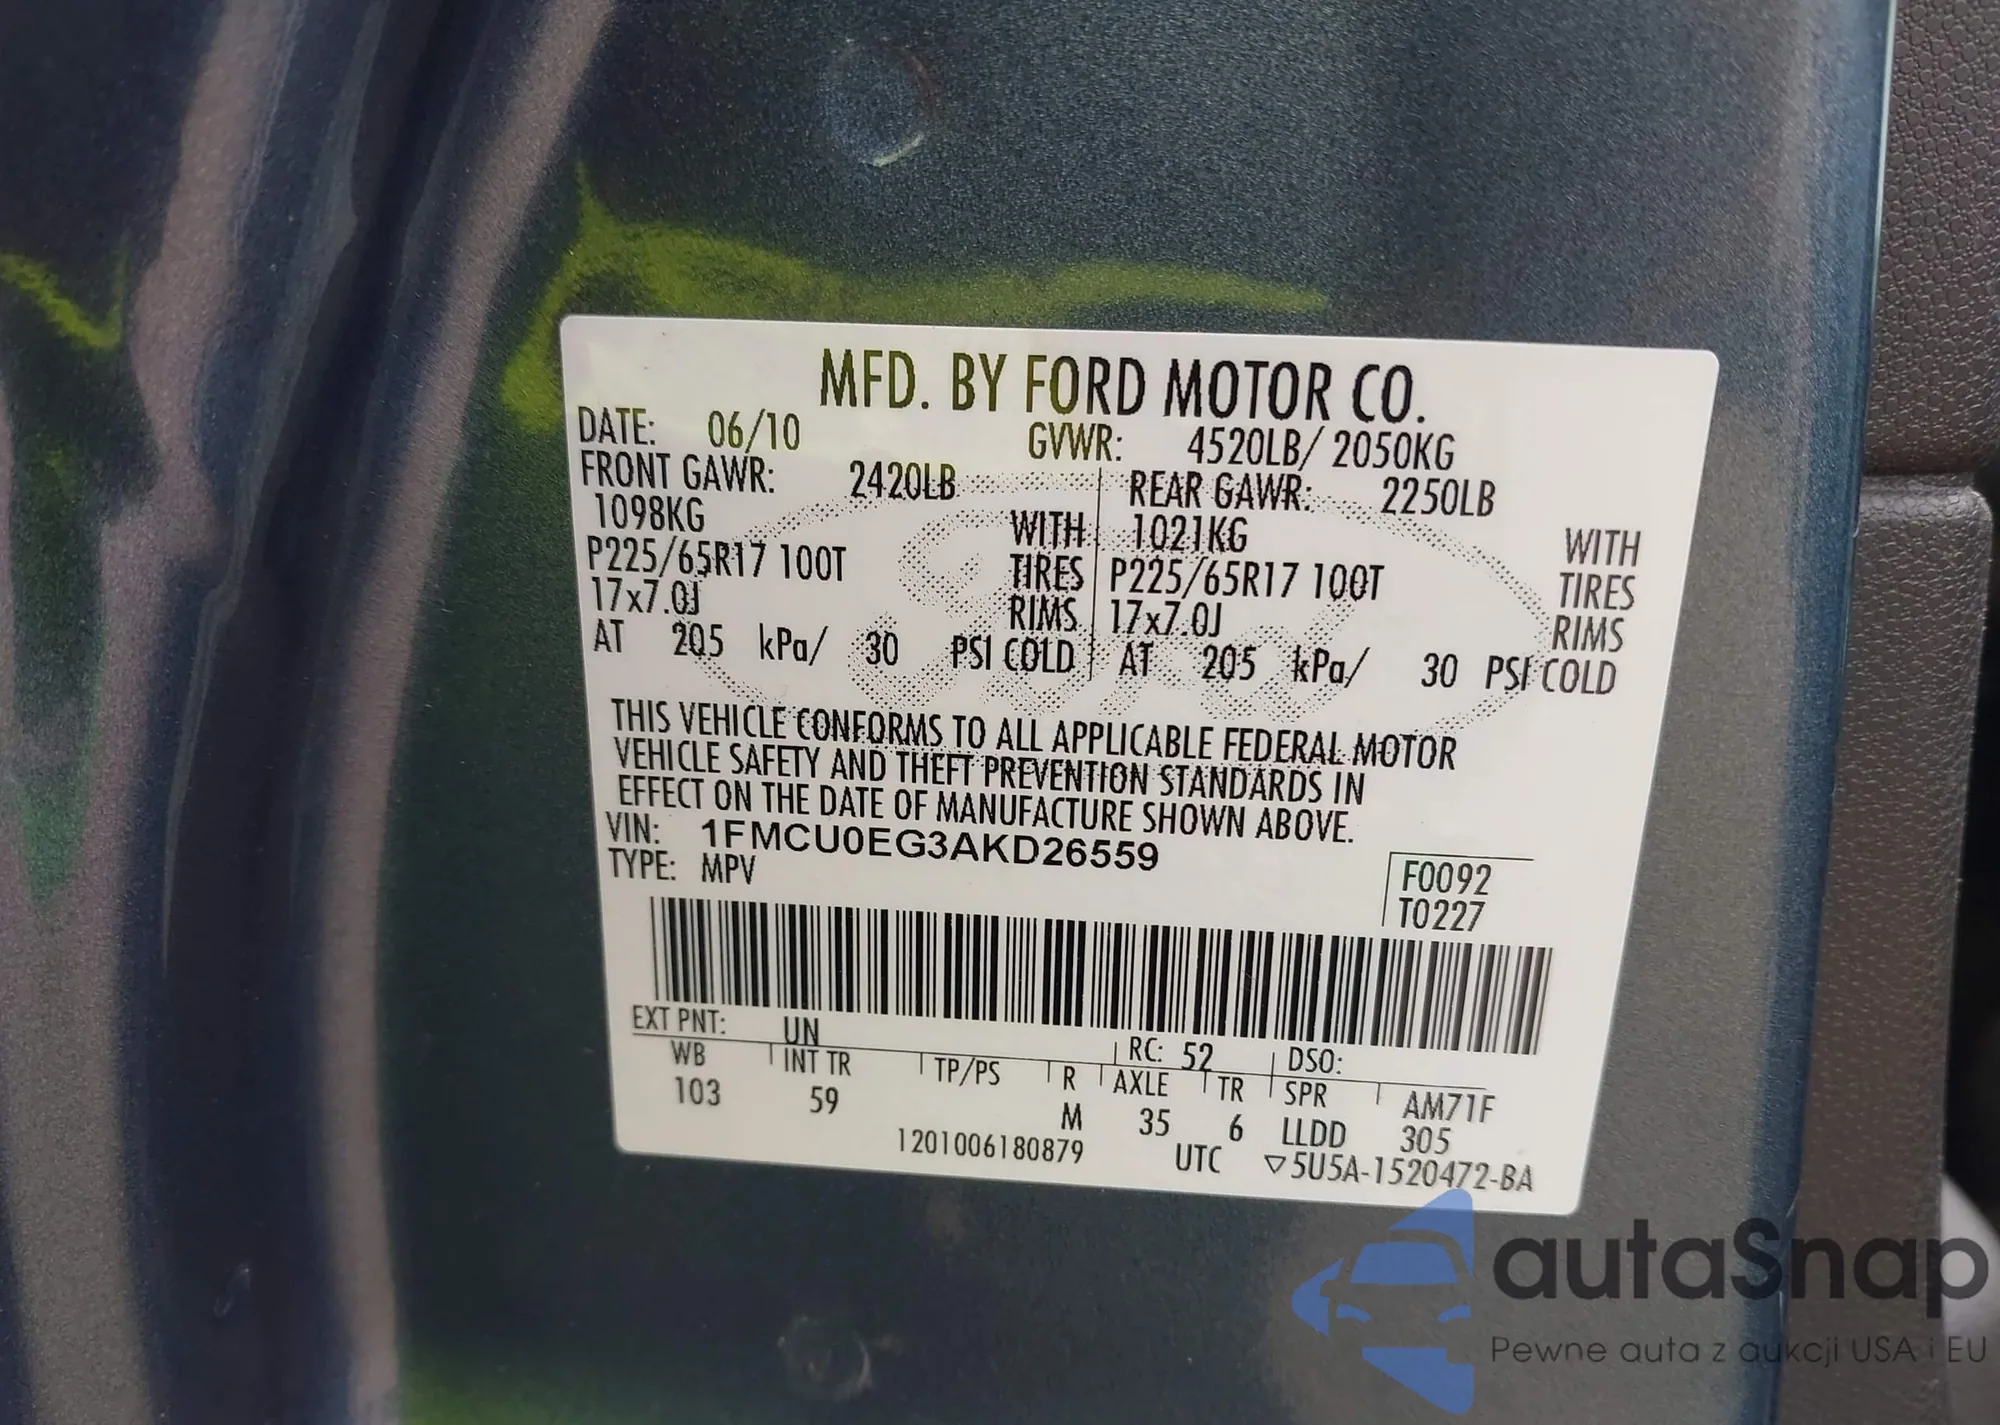 MFD. BY FORD MOTOR CO.
DATE: 06/10 GVWR: 4520LB/ 2050KG
FRONT GAWR: 2420LB REAR GAWR: 2250LB
1098KG WITH 1021KG WITH
P225/65R17 100T TIRES P225/65R17 100T TIRES
17x7.0J RIMS 17x7.0J RIMS
AT 205 kPa/ 30 PSI COLD AT 205 kPa/ 30 PSI COLD
THIS VEHICLE CONFORMS TO ALL APPLICABLE FEDERAL MOTOR
VEHICLE SAFETY AND THEFT PREVENTION STANDARDS IN
EFFECT ON THE DATE OF MANUFACTURE SHOWN ABOVE.
VIN: 1FMCU0EG3AKD26559
TYPE: MPV
F0092
T0227
EXT PNT: UN RC: 52 DSO:
WB INT TR TP/PS R AXLE TR SPR AM71F
103 59 M 35 6 LLDD 305
1201006180879 UTC ▽5U5A-1520472-BA
autaSnap
Pewne auta z aukcji USA i EU